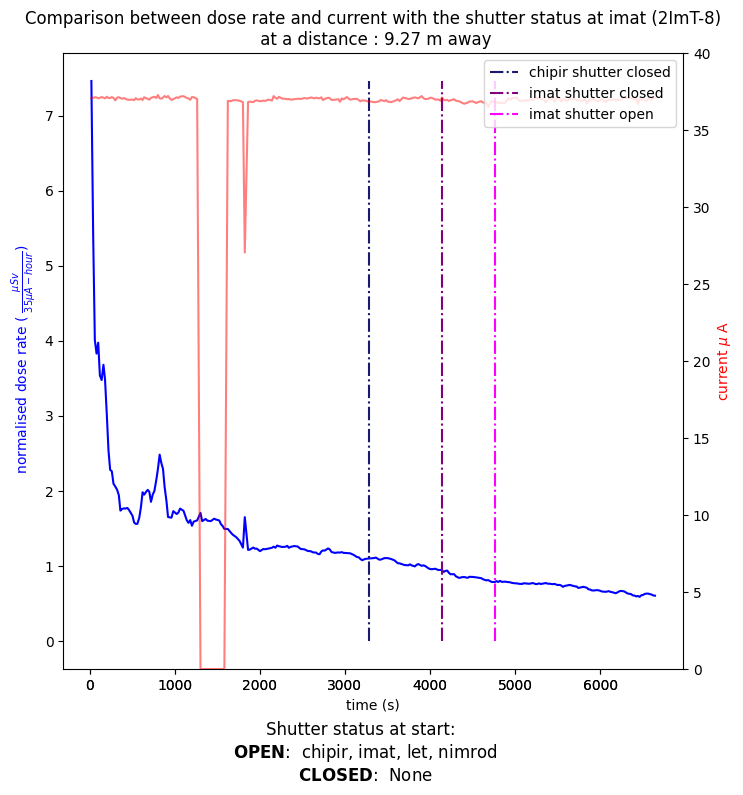 Comparison between dose rate and current with the shutter status at imat (2ImT-8)
at a distance : 9.27 m away
chipir shutter closed
imat shutter closed
imat shutter open
normalised dose rate ( μSv / 35μA − hour )
7
6
5
4
3
2
1
0
40
35
30
25
20
15
10
5
0
current μ A
0 1000 2000 3000 4000 5000 6000
time (s)
Shutter status at start:
OPEN: chipir, imat, let, nimrod
CLOSED: None